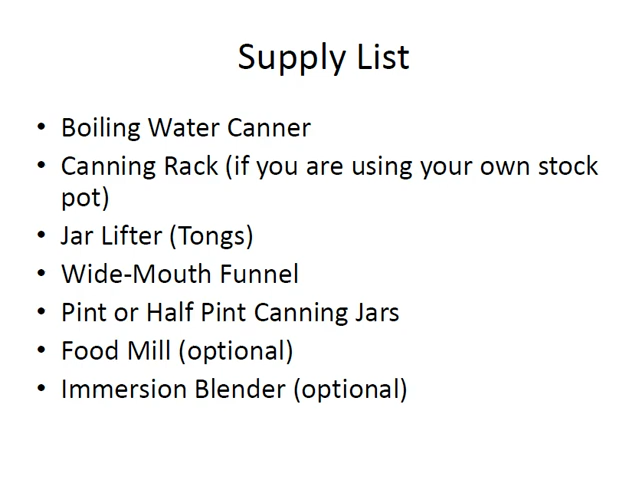 Supply List
• Boiling Water Canner
• Canning Rack (if you are using your own stock
pot)
• Jar Lifter (Tongs)
• Wide-Mouth Funnel
• Pint or Half Pint Canning Jars
• Food Mill (optional)
• Immersion Blender (optional)